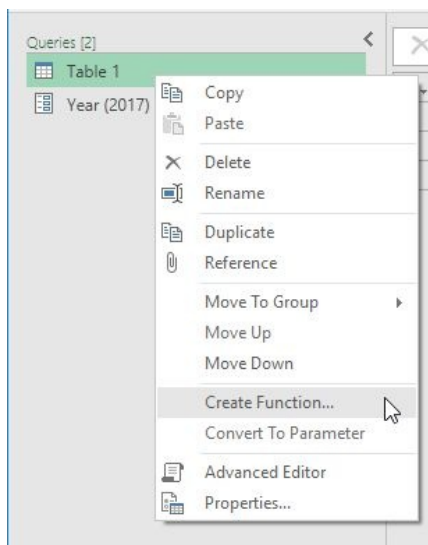 Queries [2]
Table 1
Year (2017)
Copy
Paste
Delete
Rename
Duplicate
Reference
Move To Group
Move Up
Move Down
Create Function...
Convert To Parameter
Advanced Editor
Properties...